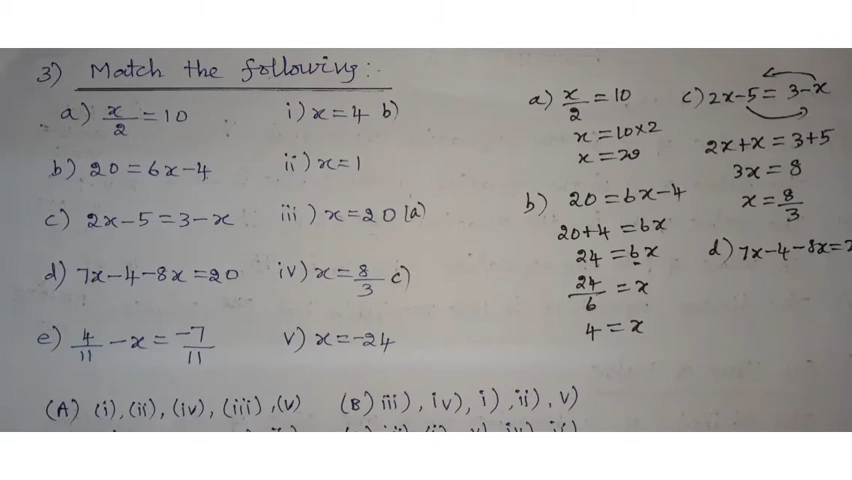 3) Match the following:-
a) x/2 = 10 i) x = 4 b)
b) 20 = 6x - 4 ii) x = 1
c) 2x - 5 = 3 - x iii) x = 20 (a)
d) 7x - 4 - 8x = 20 iv) x = 8/3 c)
e) 4/11 - x = -7/11 v) x = -24
(A) (i), (ii), (iv), (iii), (v) (B) iii), iv), i), ii), v)
a) x/2 = 10
x = 10 × 2
x = 20
b) 20 = 6x - 4
20 + 4 = 6x
24 = 6x
24/6 = x
4 = x
c) 2x - 5 = 3 - x
2x + x = 3 + 5
3x = 8
x = 8/3
d) 7x - 4 - 8x =